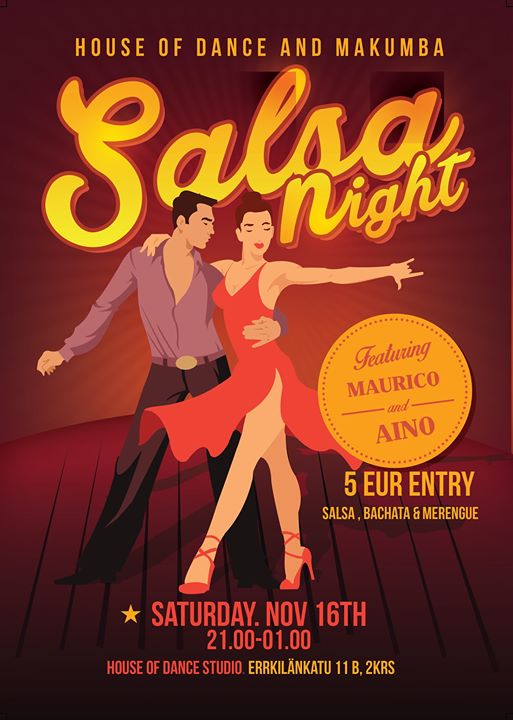 HOUSE OF DANCE AND MAKUMBA
Salsa
Night
Featuring
MAURICO
and
AINO
5 EUR ENTRY
SALSA , BACHATA & MERENGUE
SATURDAY. NOV 16TH
21.00-01.00
HOUSE OF DANCE STUDIO. ERRKILÄNKATU 11 B, 2KRS